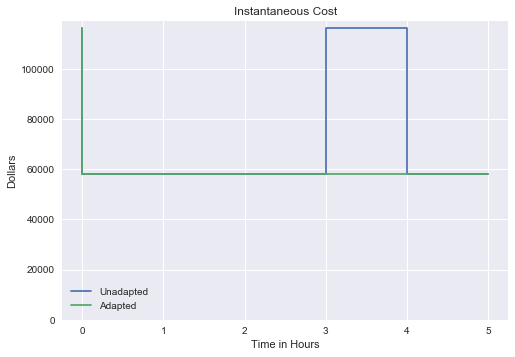 Instantaneous Cost
100000
80000
60000
40000
20000
0
Dollars
Unadapted
Adapted
0 1 2 3 4 5
Time in Hours